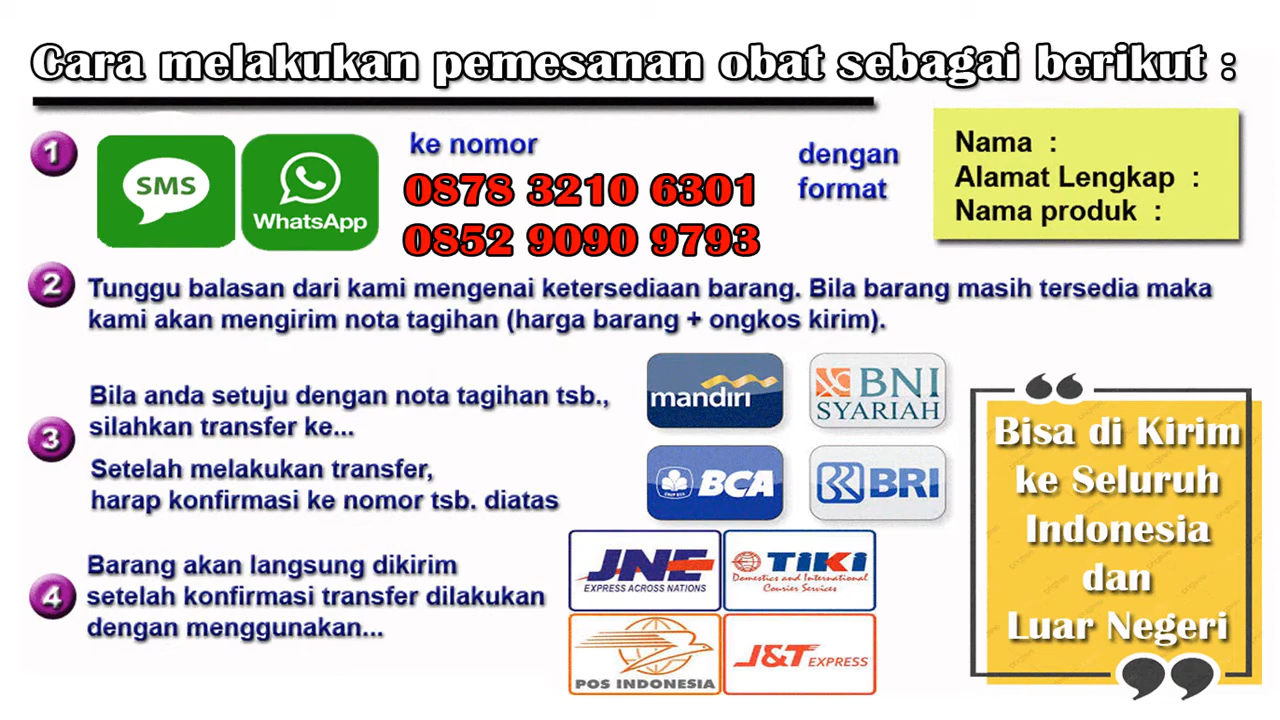 Cara melakukan pemesanan obat sebagai berikut :
1
SMS
WhatsApp
ke nomor
0878 3210 6301
0852 9090 9793
dengan
format
Nama :
Alamat Lengkap :
Nama produk :
2
Tunggu balasan dari kami mengenai ketersediaan barang. Bila barang masih tersedia maka
kami akan mengirim nota tagihan (harga barang + ongkos kirim).
3
Bila anda setuju dengan nota tagihan tsb.,
silahkan transfer ke...
Setelah melakukan transfer,
harap konfirmasi ke nomor tsb. diatas
mandiri
BNI
SYARIAH
BCA
BRI
4
Barang akan langsung dikirim
setelah konfirmasi transfer dilakukan
dengan menggunakan...
JNE
EXPRESS ACROSS NATIONS
TIKI
Domestics and International
Courier Services
POS INDONESIA
J&T EXPRESS
Bisa di Kirim
ke Seluruh
Indonesia
dan
Luar Negeri